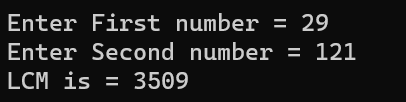 Enter First number = 29
Enter Second number = 121
LCM is = 3509